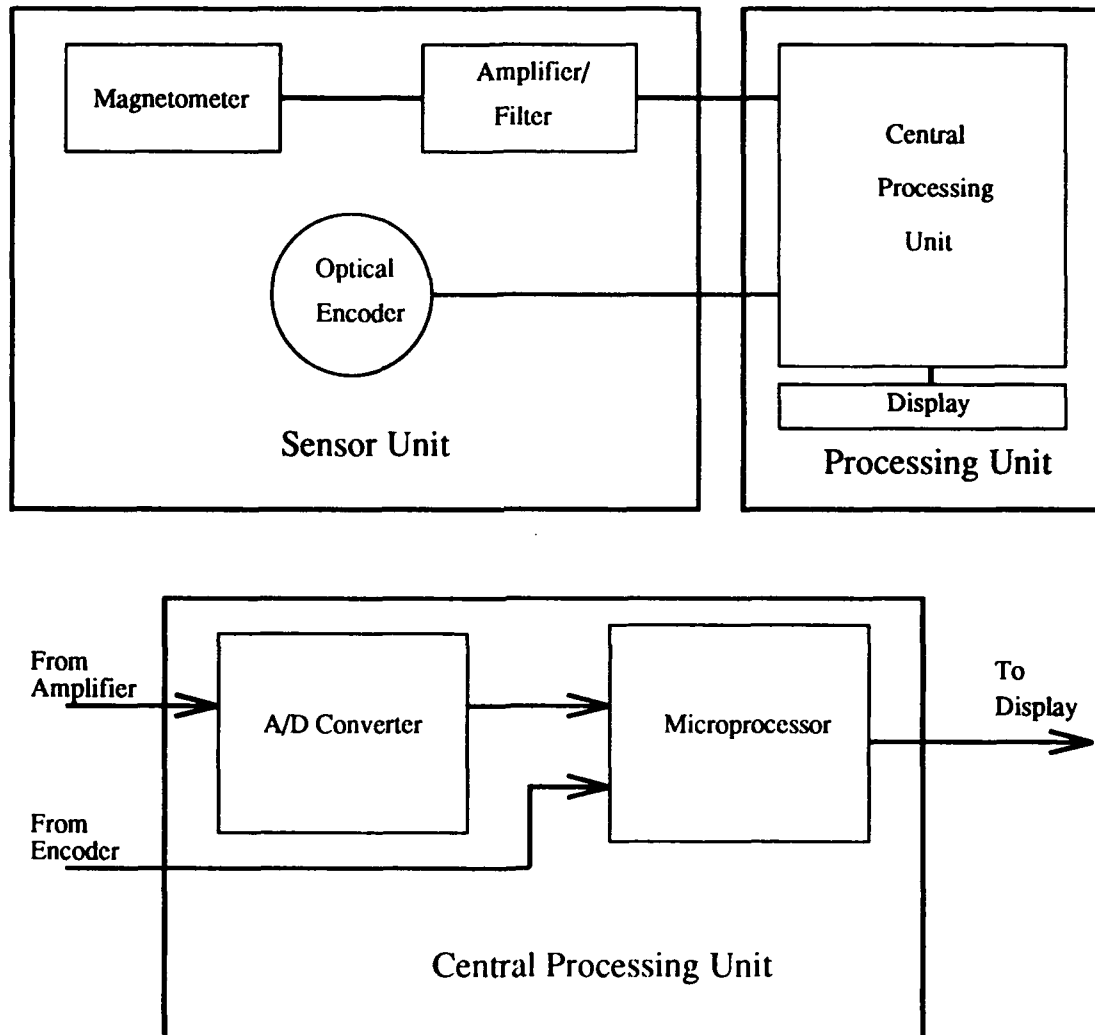 Magnetometer
Amplifier/
Filter
Central
Processing
Unit
Optical
Encoder
Display
Sensor Unit
Processing Unit
From
Amplifier
A/D Converter
Microprocessor
To
Display
From
Encoder
Central Processing Unit